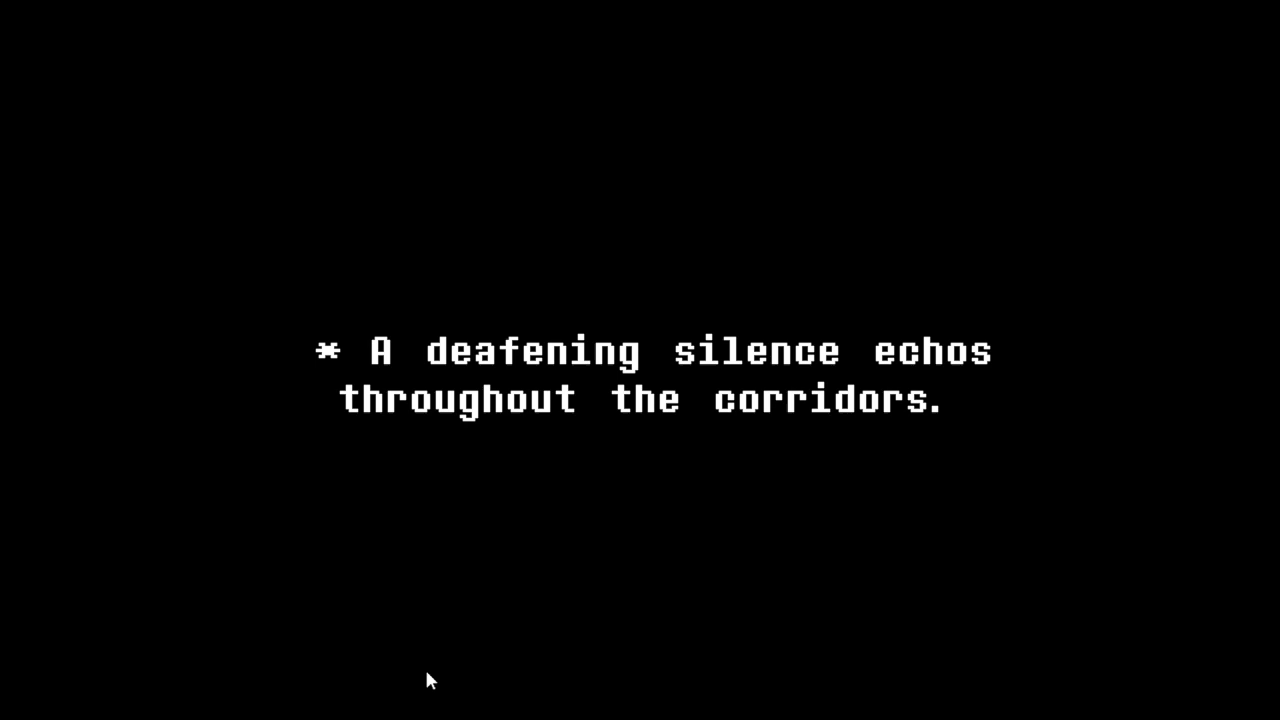 * A deafening silence echos
throughout the corridors.